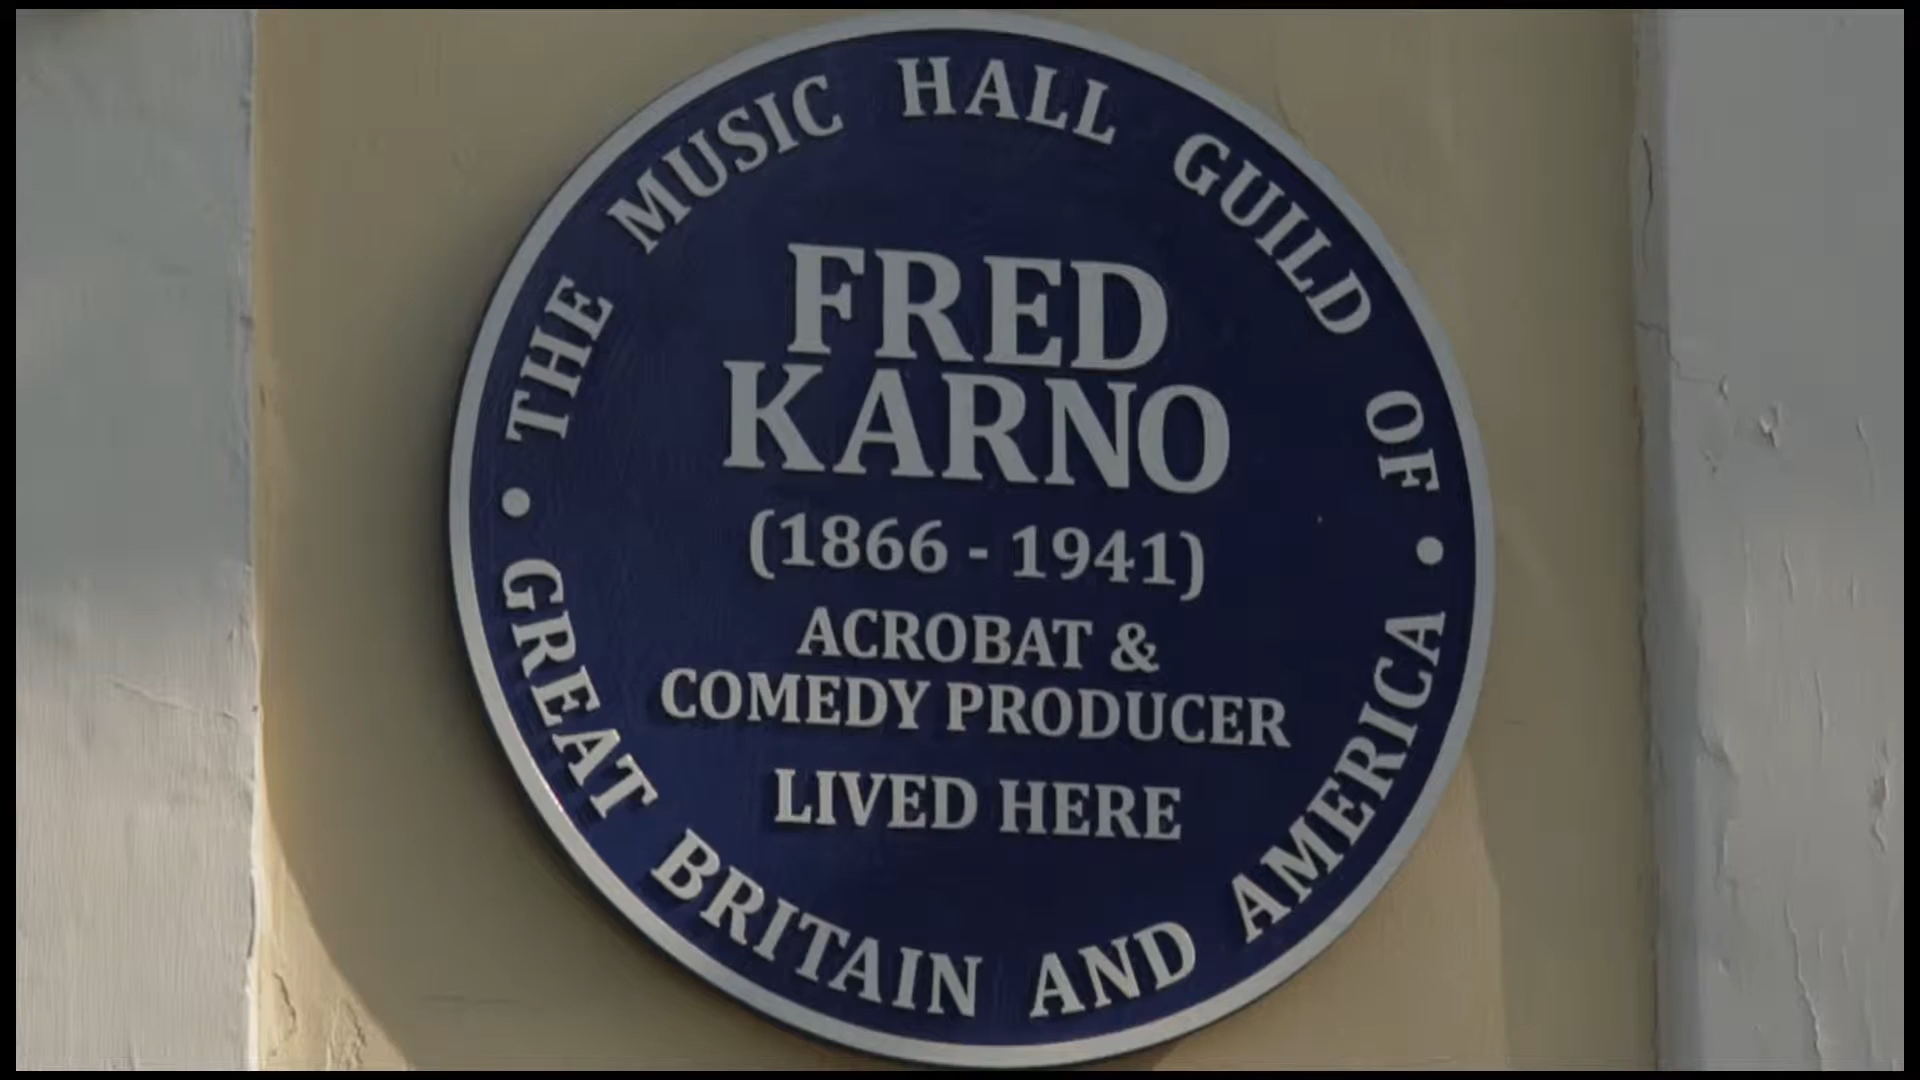 THE MUSIC HALL GUILD OF
FRED
KARNO
(1866 - 1941)
ACROBAT &
COMEDY PRODUCER
LIVED HERE
• GREAT BRITAIN AND AMERICA •